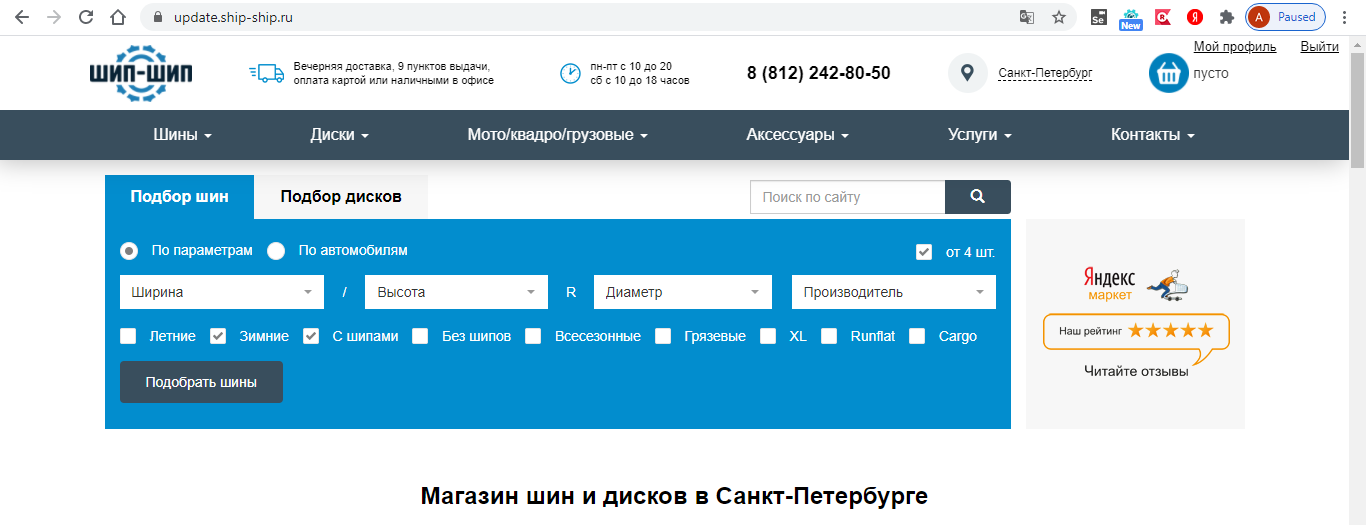 update.ship-ship.ru
Se
New
Я
A
Paused
Мой профиль Выйти
ШИП-ШИП
Вечерняя доставка, 9 пунктов выдачи,
оплата картой или наличными в офисе
пн-пт с 10 до 20
сб с 10 до 18 часов
8 (812) 242-80-50
Санкт-Петербург
пусто
Шины Диски Мото/квадро/грузовые Аксессуары Услуги Контакты
Подбор шин Подбор дисков
Поиск по сайту
По параметрам По автомобилям от 4 шт.
Ширина / Высота R Диаметр Производитель
Летние Зимние С шипами Без шипов Всесезонные Грязевые XL Runflat Cargo
Подобрать шины
Яндекс
маркет
Наш рейтинг
Читайте отзывы
Магазин шин и дисков в Санкт-Петербурге